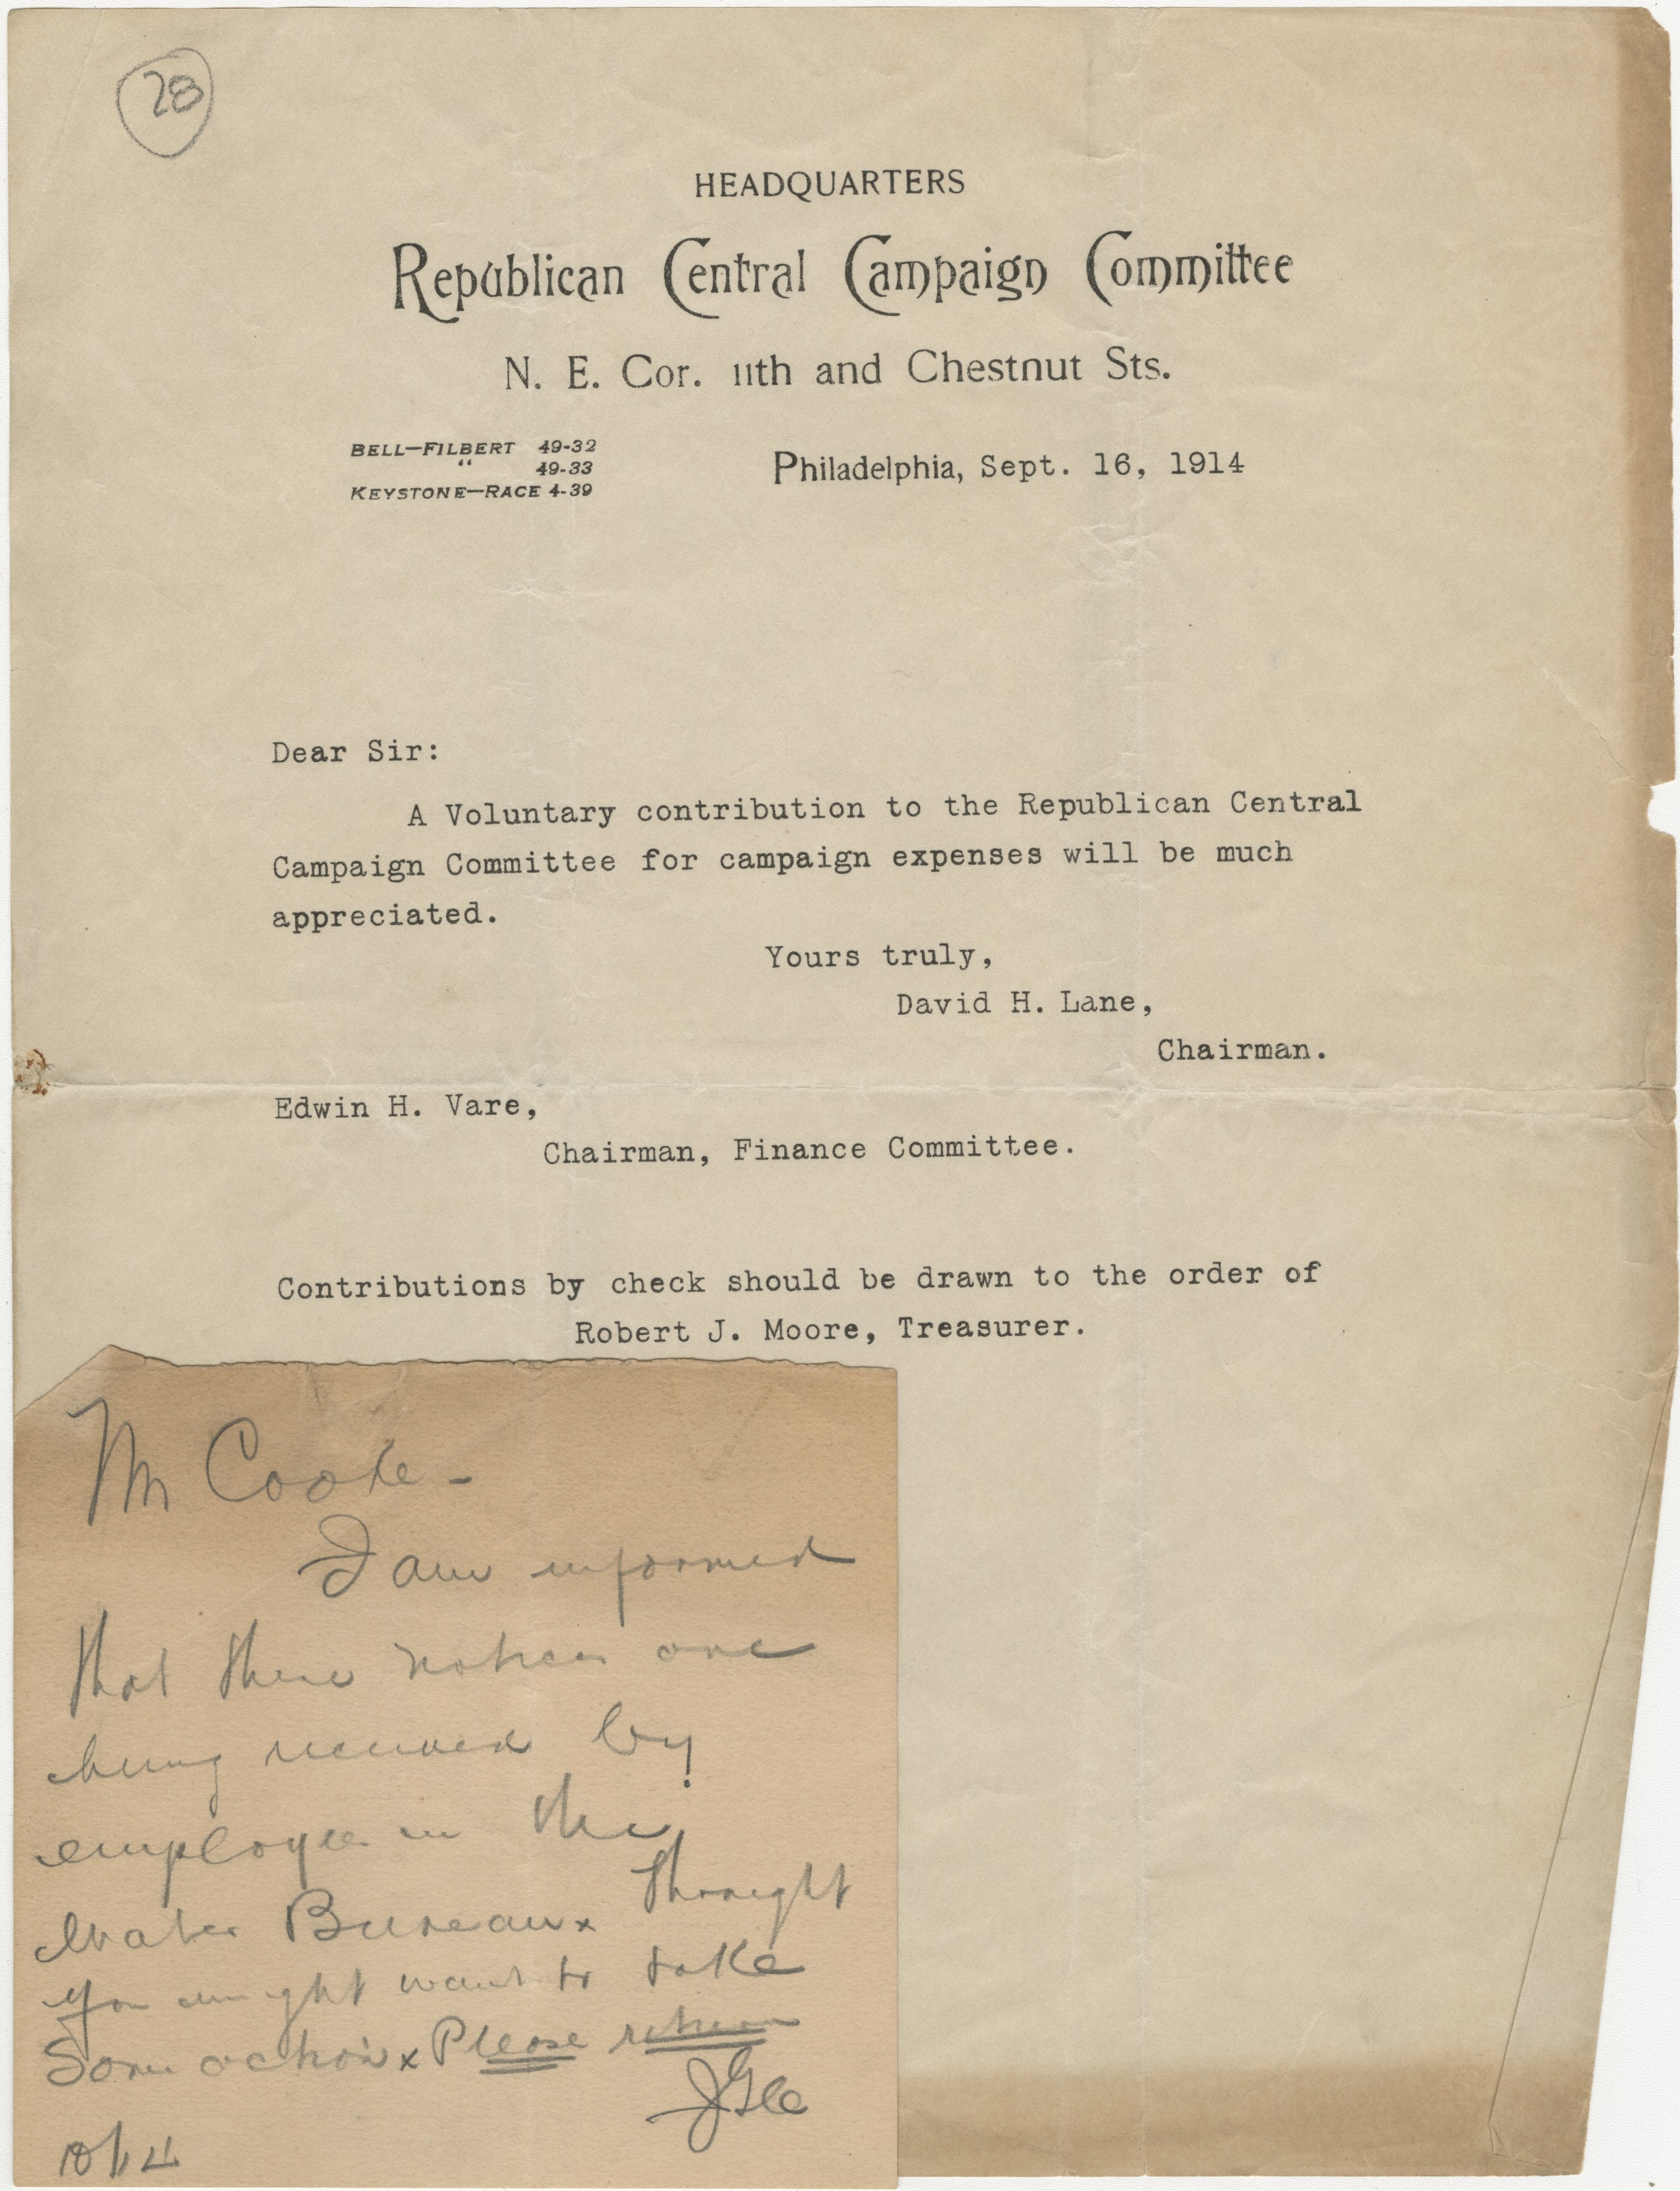 28
HEADQUARTERS
Republican Central Campaign Committee
N. E. Cor. 11th and Chestnut Sts.
BELL—FILBERT 49-32
“ 49-33
KEYSTONE—RACE 4-39
Philadelphia, Sept. 16, 1914
Dear Sir:
A Voluntary contribution to the Republican Central
Campaign Committee for campaign expenses will be much
appreciated.
Yours truly,
David H. Lane,
Chairman.
Edwin H. Vare,
Chairman, Finance Committee.
Contributions by check should be drawn to the order of
Robert J. Moore, Treasurer.
Mr Cooke -
I am informed
that these notices are
being received by
employees in the
Water Bureau x Thought
you might want to take
Some action x Please return